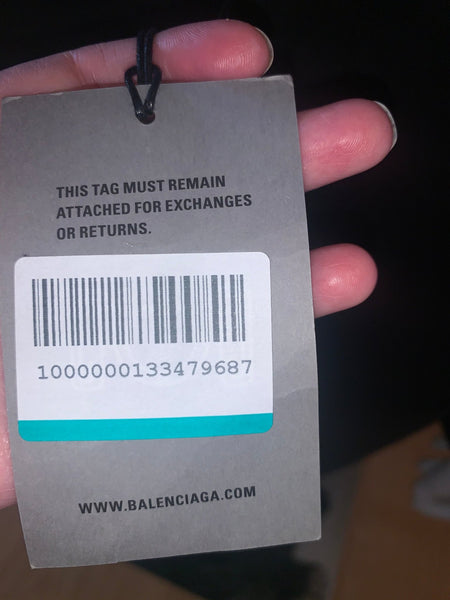 THIS TAG MUST REMAIN
ATTACHED FOR EXCHANGES
OR RETURNS.
1000000133479687
WWW.BALENCIAGA.COM